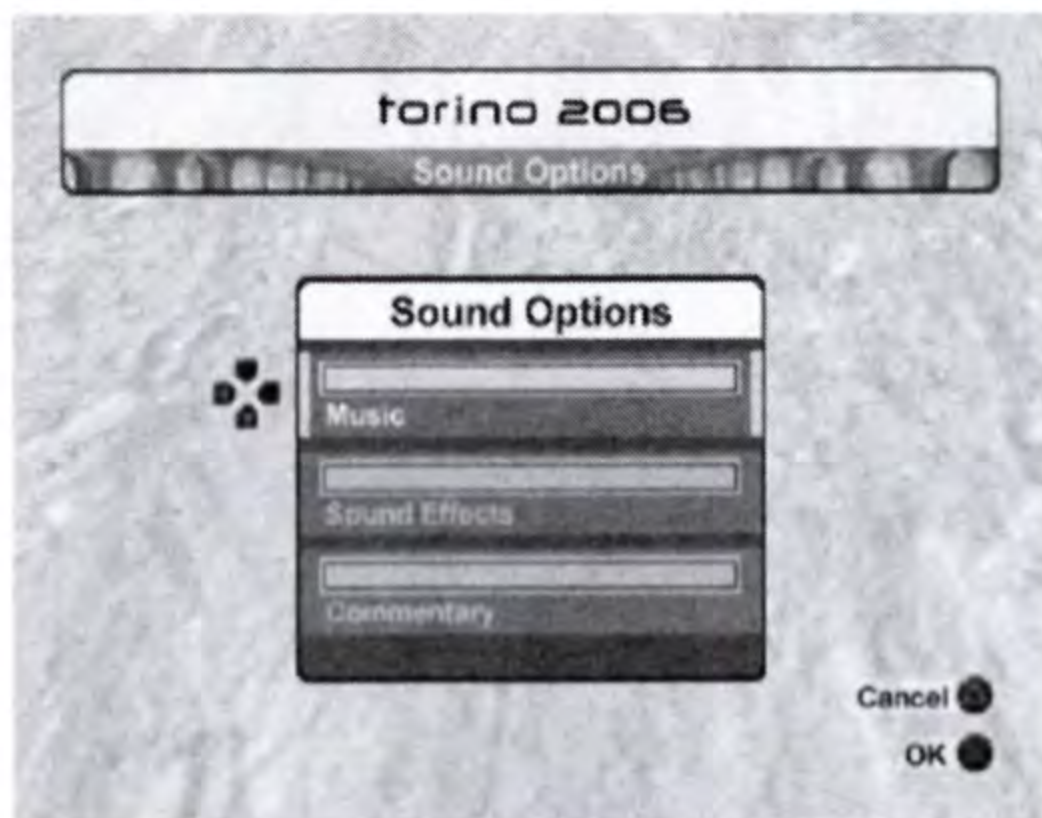 torino 2006
Sound Options
Sound Options
Music
Sound Effects
Commentary
Cancel
OK